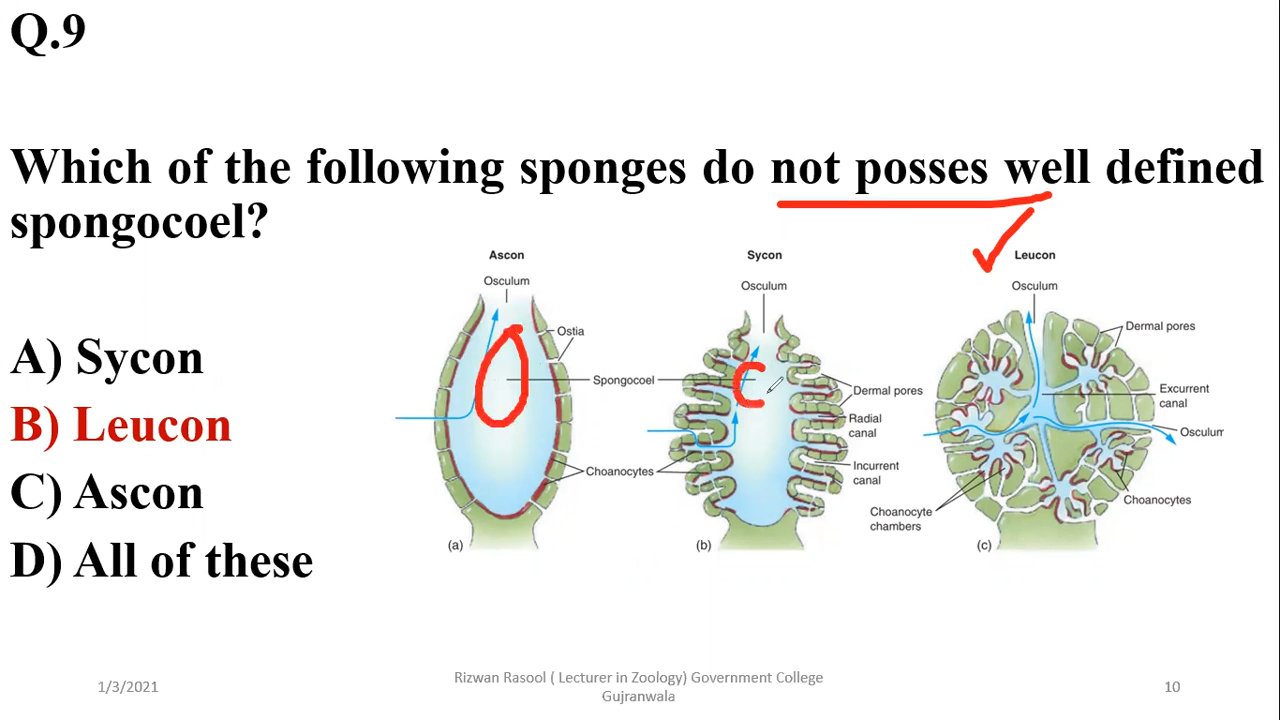 Q.9
Which of the following sponges do not posses well defined
spongocoel?
A) Sycon
B) Leucon
C) Ascon
D) All of these
Ascon
Osculum
Ostia
Spongocoel
Choanocytes
(a)
Sycon
Osculum
Dermal pores
Radial
canal
Incurrent
canal
(b)
Leucon
Osculum
Dermal pores
Excurrent
canal
Osculum
Choanocytes
Choanocyte
chambers
(c)
1/3/2021
Rizwan Rasool ( Lecturer in Zoology) Government College
Gujranwala
10